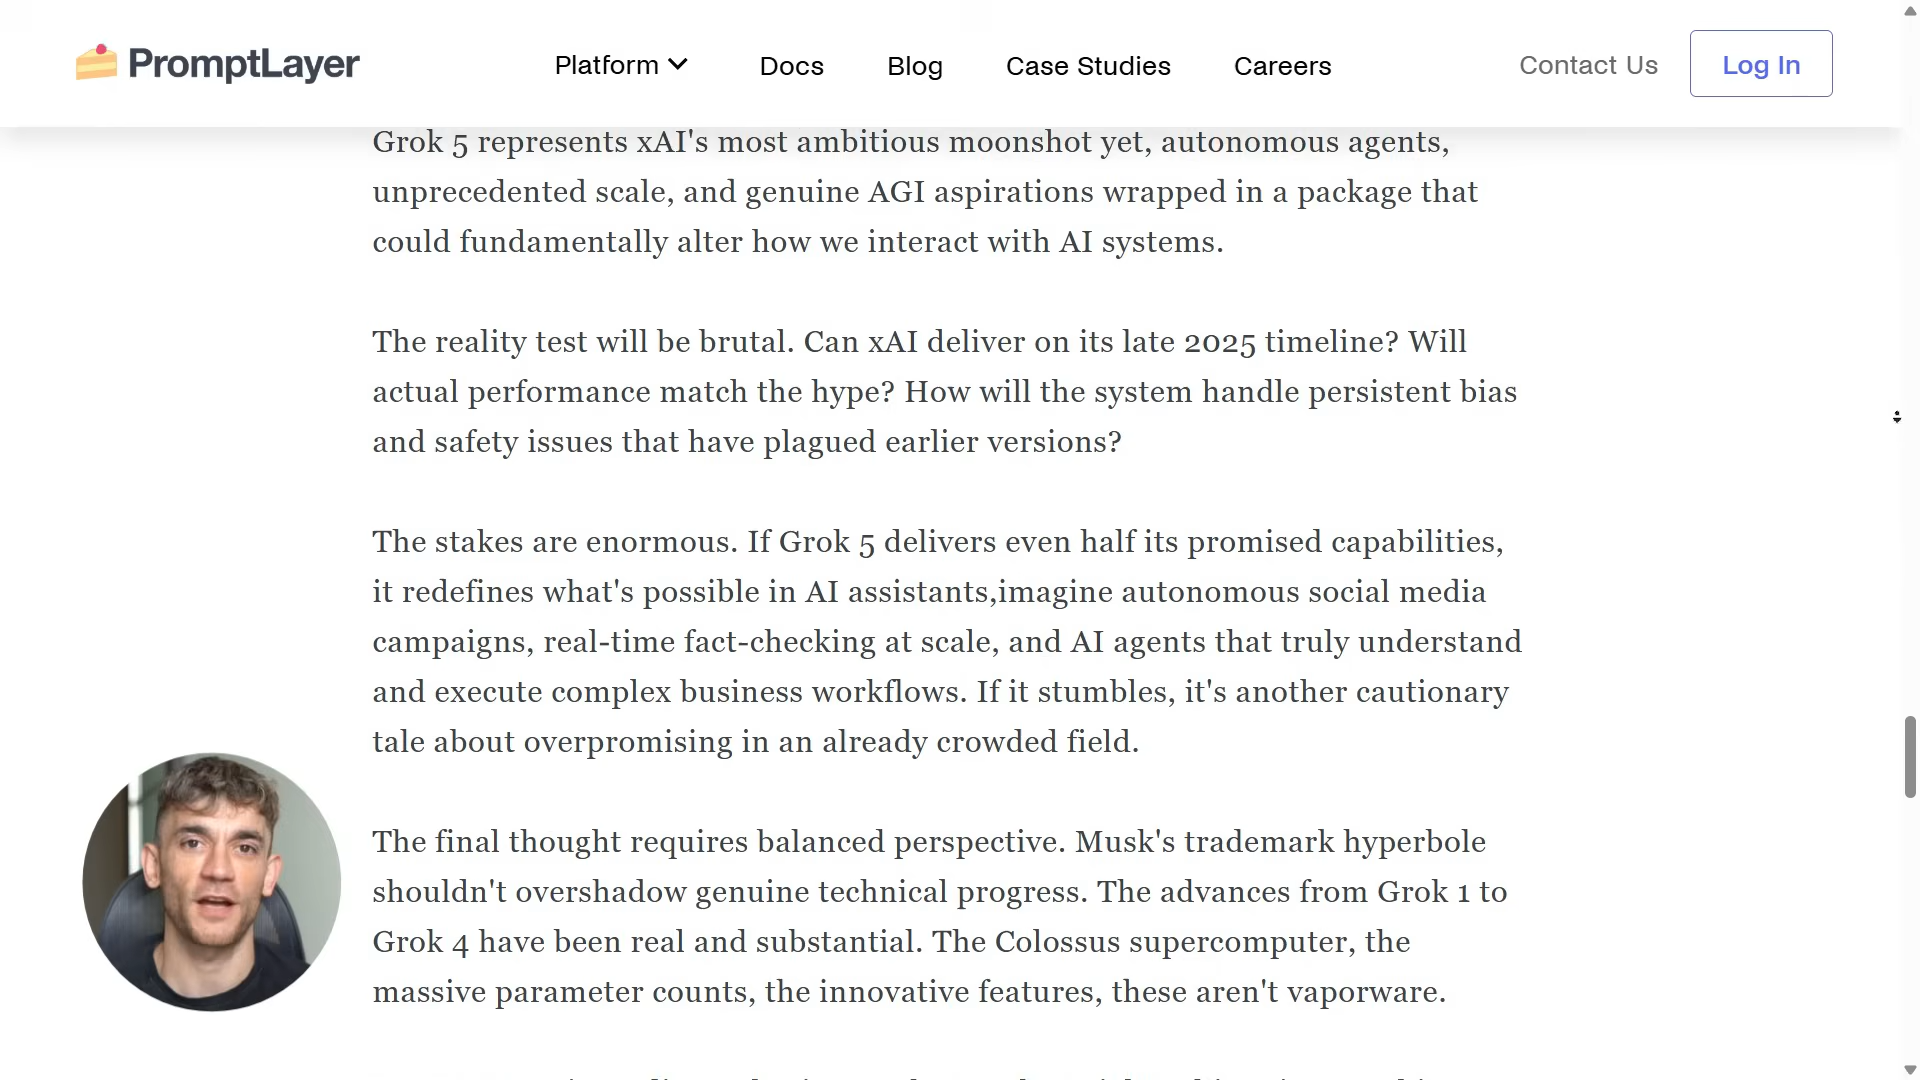 PromptLayer
Platform
Docs
Blog
Case Studies
Careers
Contact Us
Log In
Grok 5 represents xAI's most ambitious moonshot yet, autonomous agents,
unprecedented scale, and genuine AGI aspirations wrapped in a package that
could fundamentally alter how we interact with AI systems.
The reality test will be brutal. Can xAI deliver on its late 2025 timeline? Will
actual performance match the hype? How will the system handle persistent bias
and safety issues that have plagued earlier versions?
The stakes are enormous. If Grok 5 delivers even half its promised capabilities,
it redefines what's possible in AI assistants,imagine autonomous social media
campaigns, real-time fact-checking at scale, and AI agents that truly understand
and execute complex business workflows. If it stumbles, it's another cautionary
tale about overpromising in an already crowded field.
The final thought requires balanced perspective. Musk's trademark hyperbole
shouldn't overshadow genuine technical progress. The advances from Grok 1 to
Grok 4 have been real and substantial. The Colossus supercomputer, the
massive parameter counts, the innovative features, these aren't vaporware.